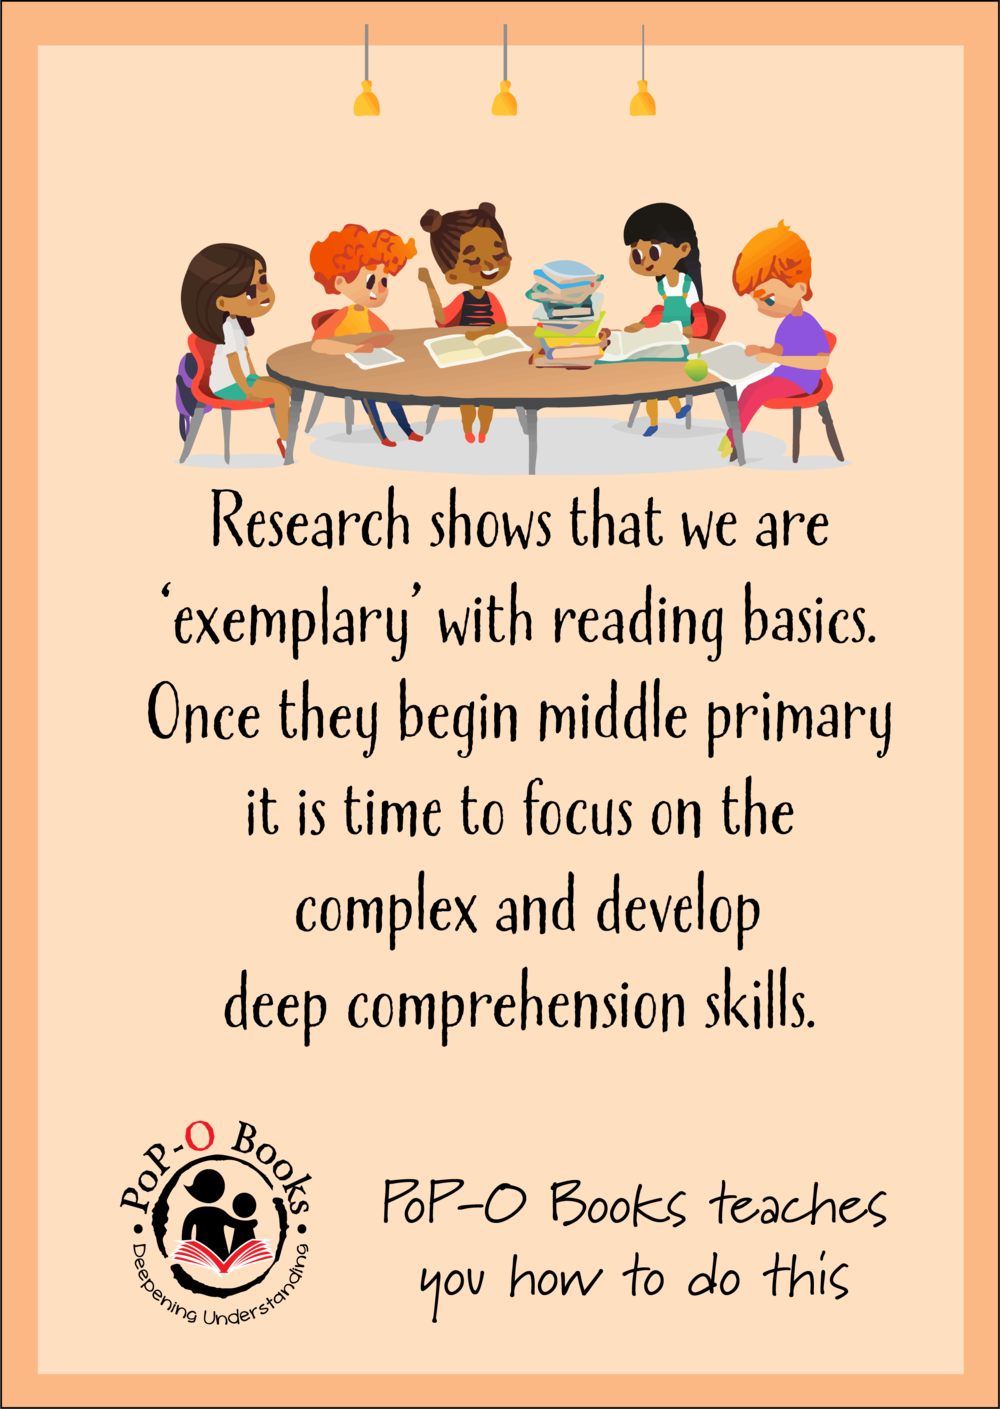 Research shows that we are
‘exemplary’ with reading basics.
Once they begin middle primary
it is time to focus on the
complex and develop
deep comprehension skills.
PoP-O Books
• Deepening Understanding •
PoP-O Books teaches
you how to do this